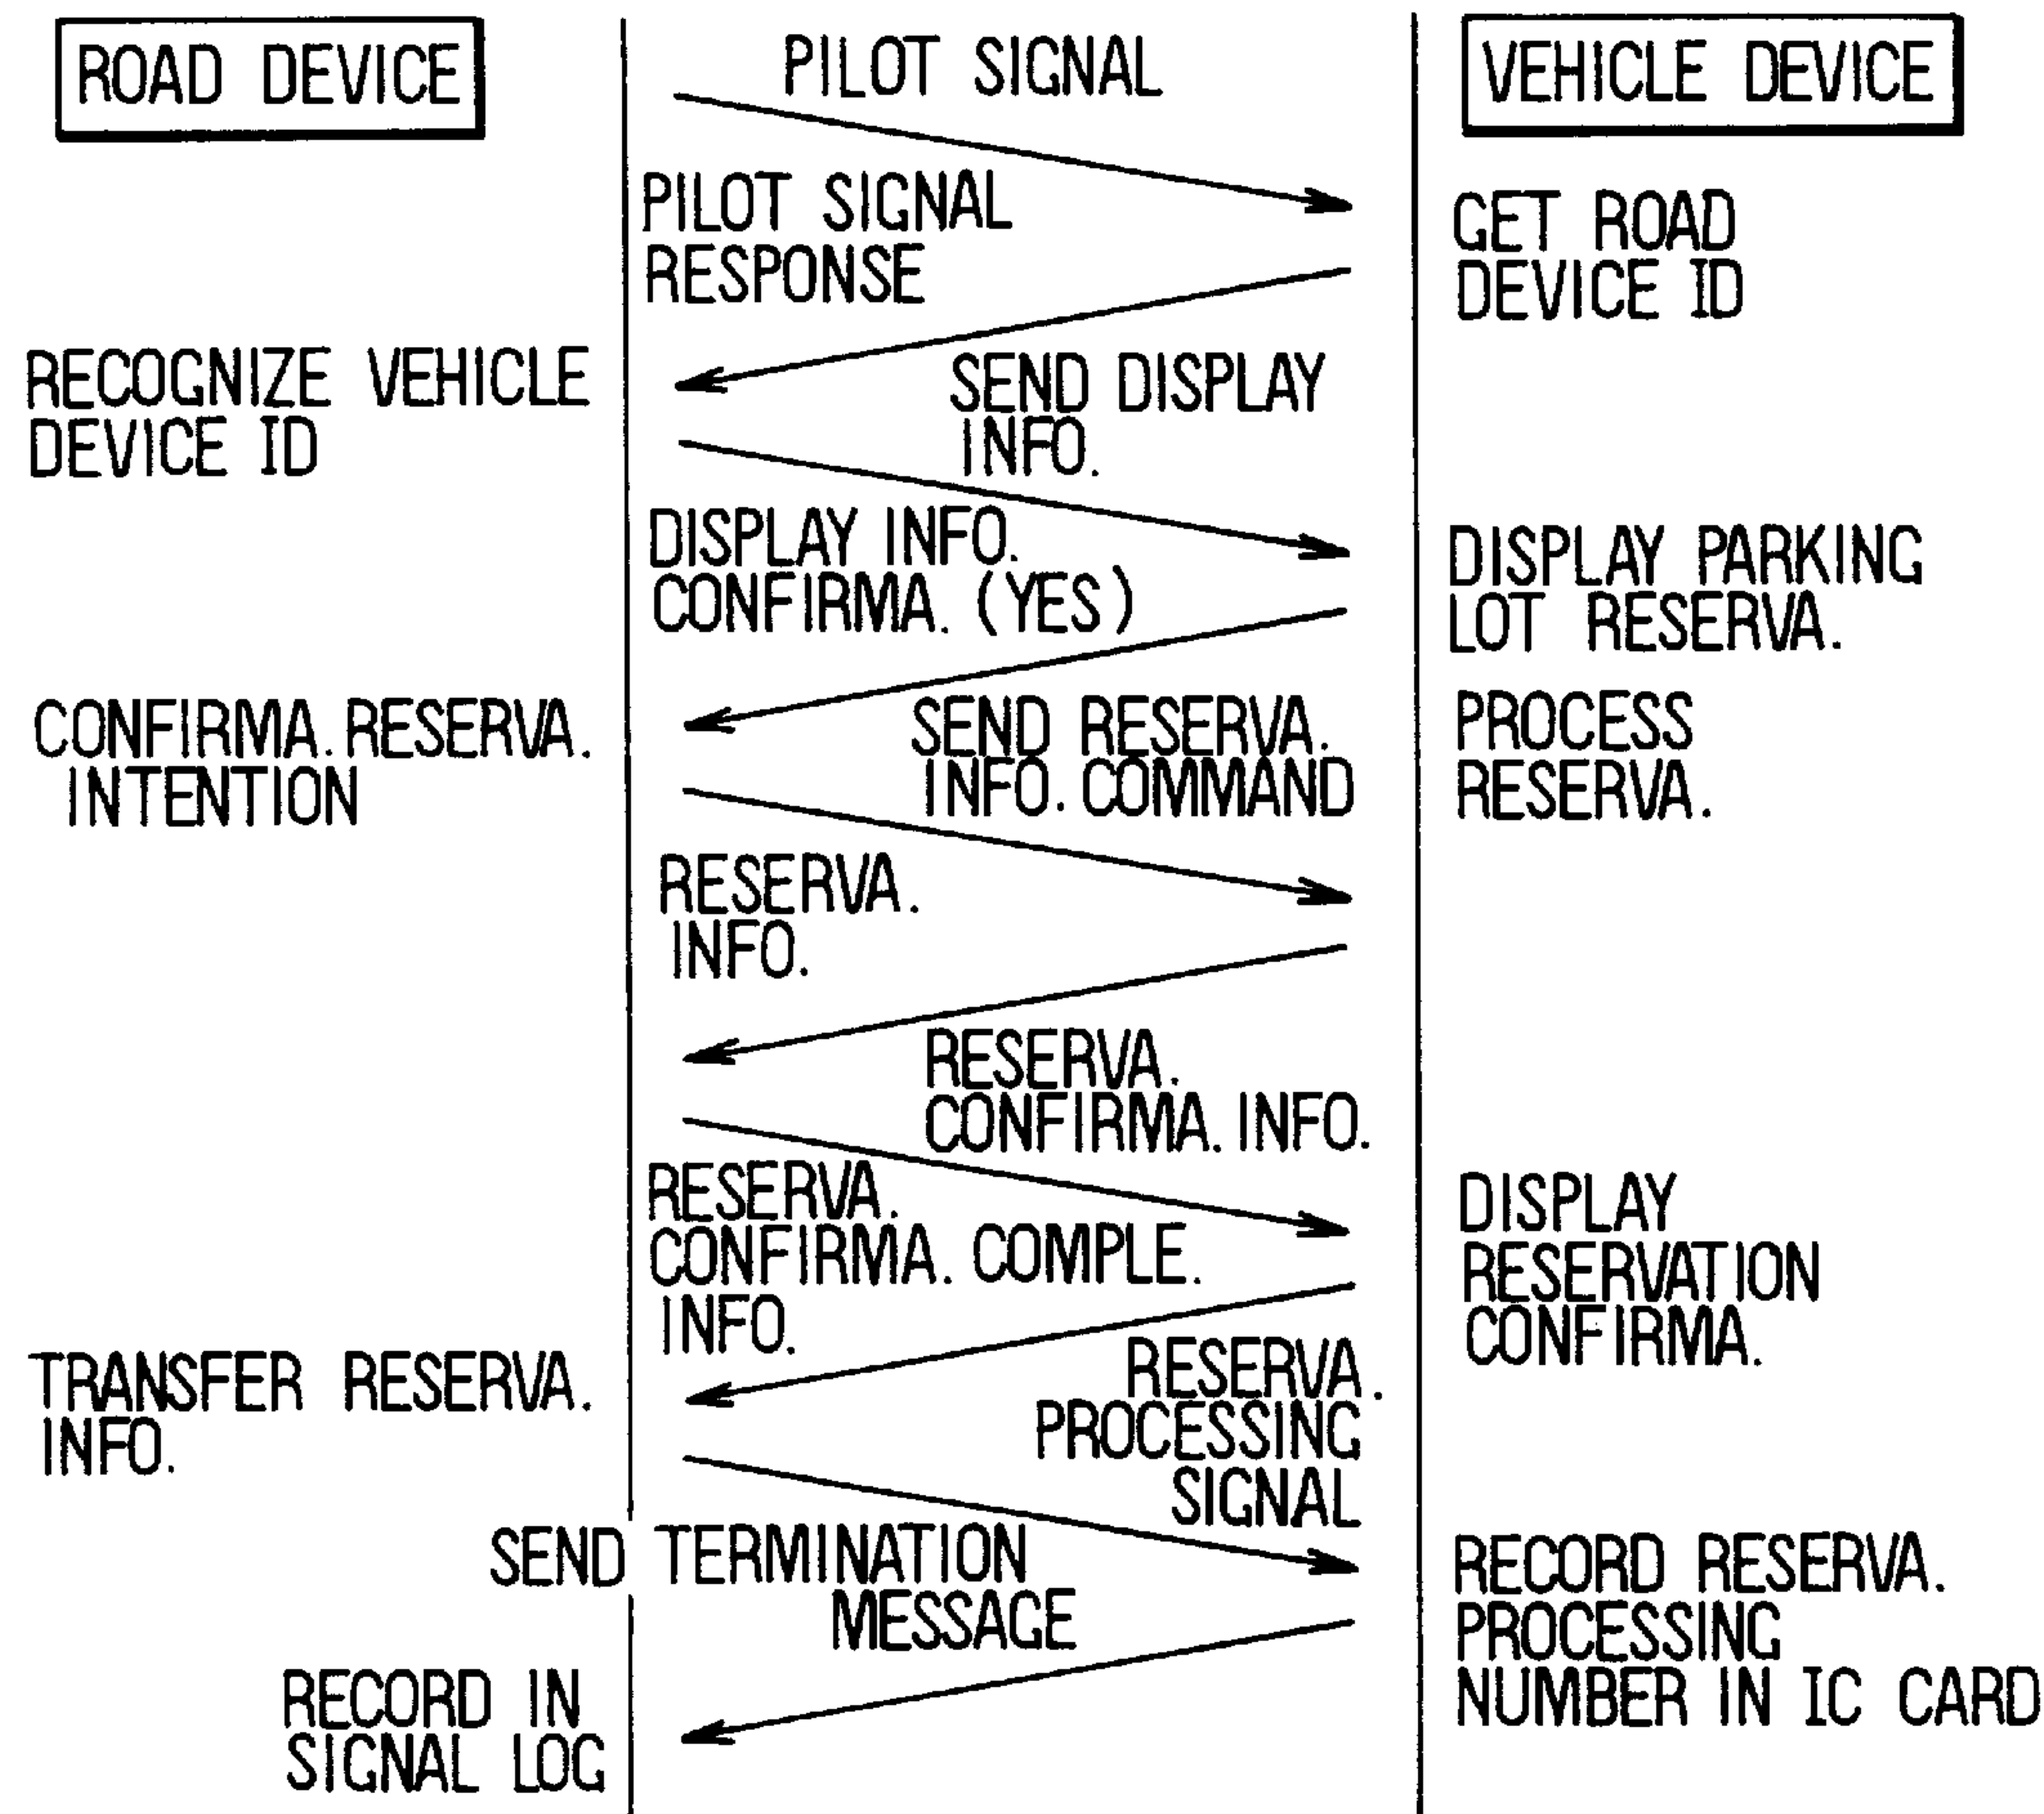 ROAD DEVICE
PILOT SIGNAL
VEHICLE DEVICE
PILOT SIGNAL
RESPONSE
GET ROAD
DEVICE ID
RECOGNIZE VEHICLE
DEVICE ID
SEND DISPLAY
INFO.
DISPLAY INFO.
CONFIRMA. (YES)
DISPLAY PARKING
LOT RESERVA.
CONFIRMA. RESERVA.
INTENTION
SEND RESERVA.
INFO. COMMAND
PROCESS
RESERVA.
RESERVA.
INFO.
RESERVA.
CONFIRMA. INFO.
RESERVA.
CONFIRMA. COMPLE.
INFO.
DISPLAY
RESERVATION
CONFIRMA.
TRANSFER RESERVA.
INFO.
RESERVA.
PROCESSING
SIGNAL
SEND TERMINATION
MESSAGE
RECORD RESERVA.
PROCESSING
NUMBER IN IC CARD
RECORD IN
SIGNAL LOG